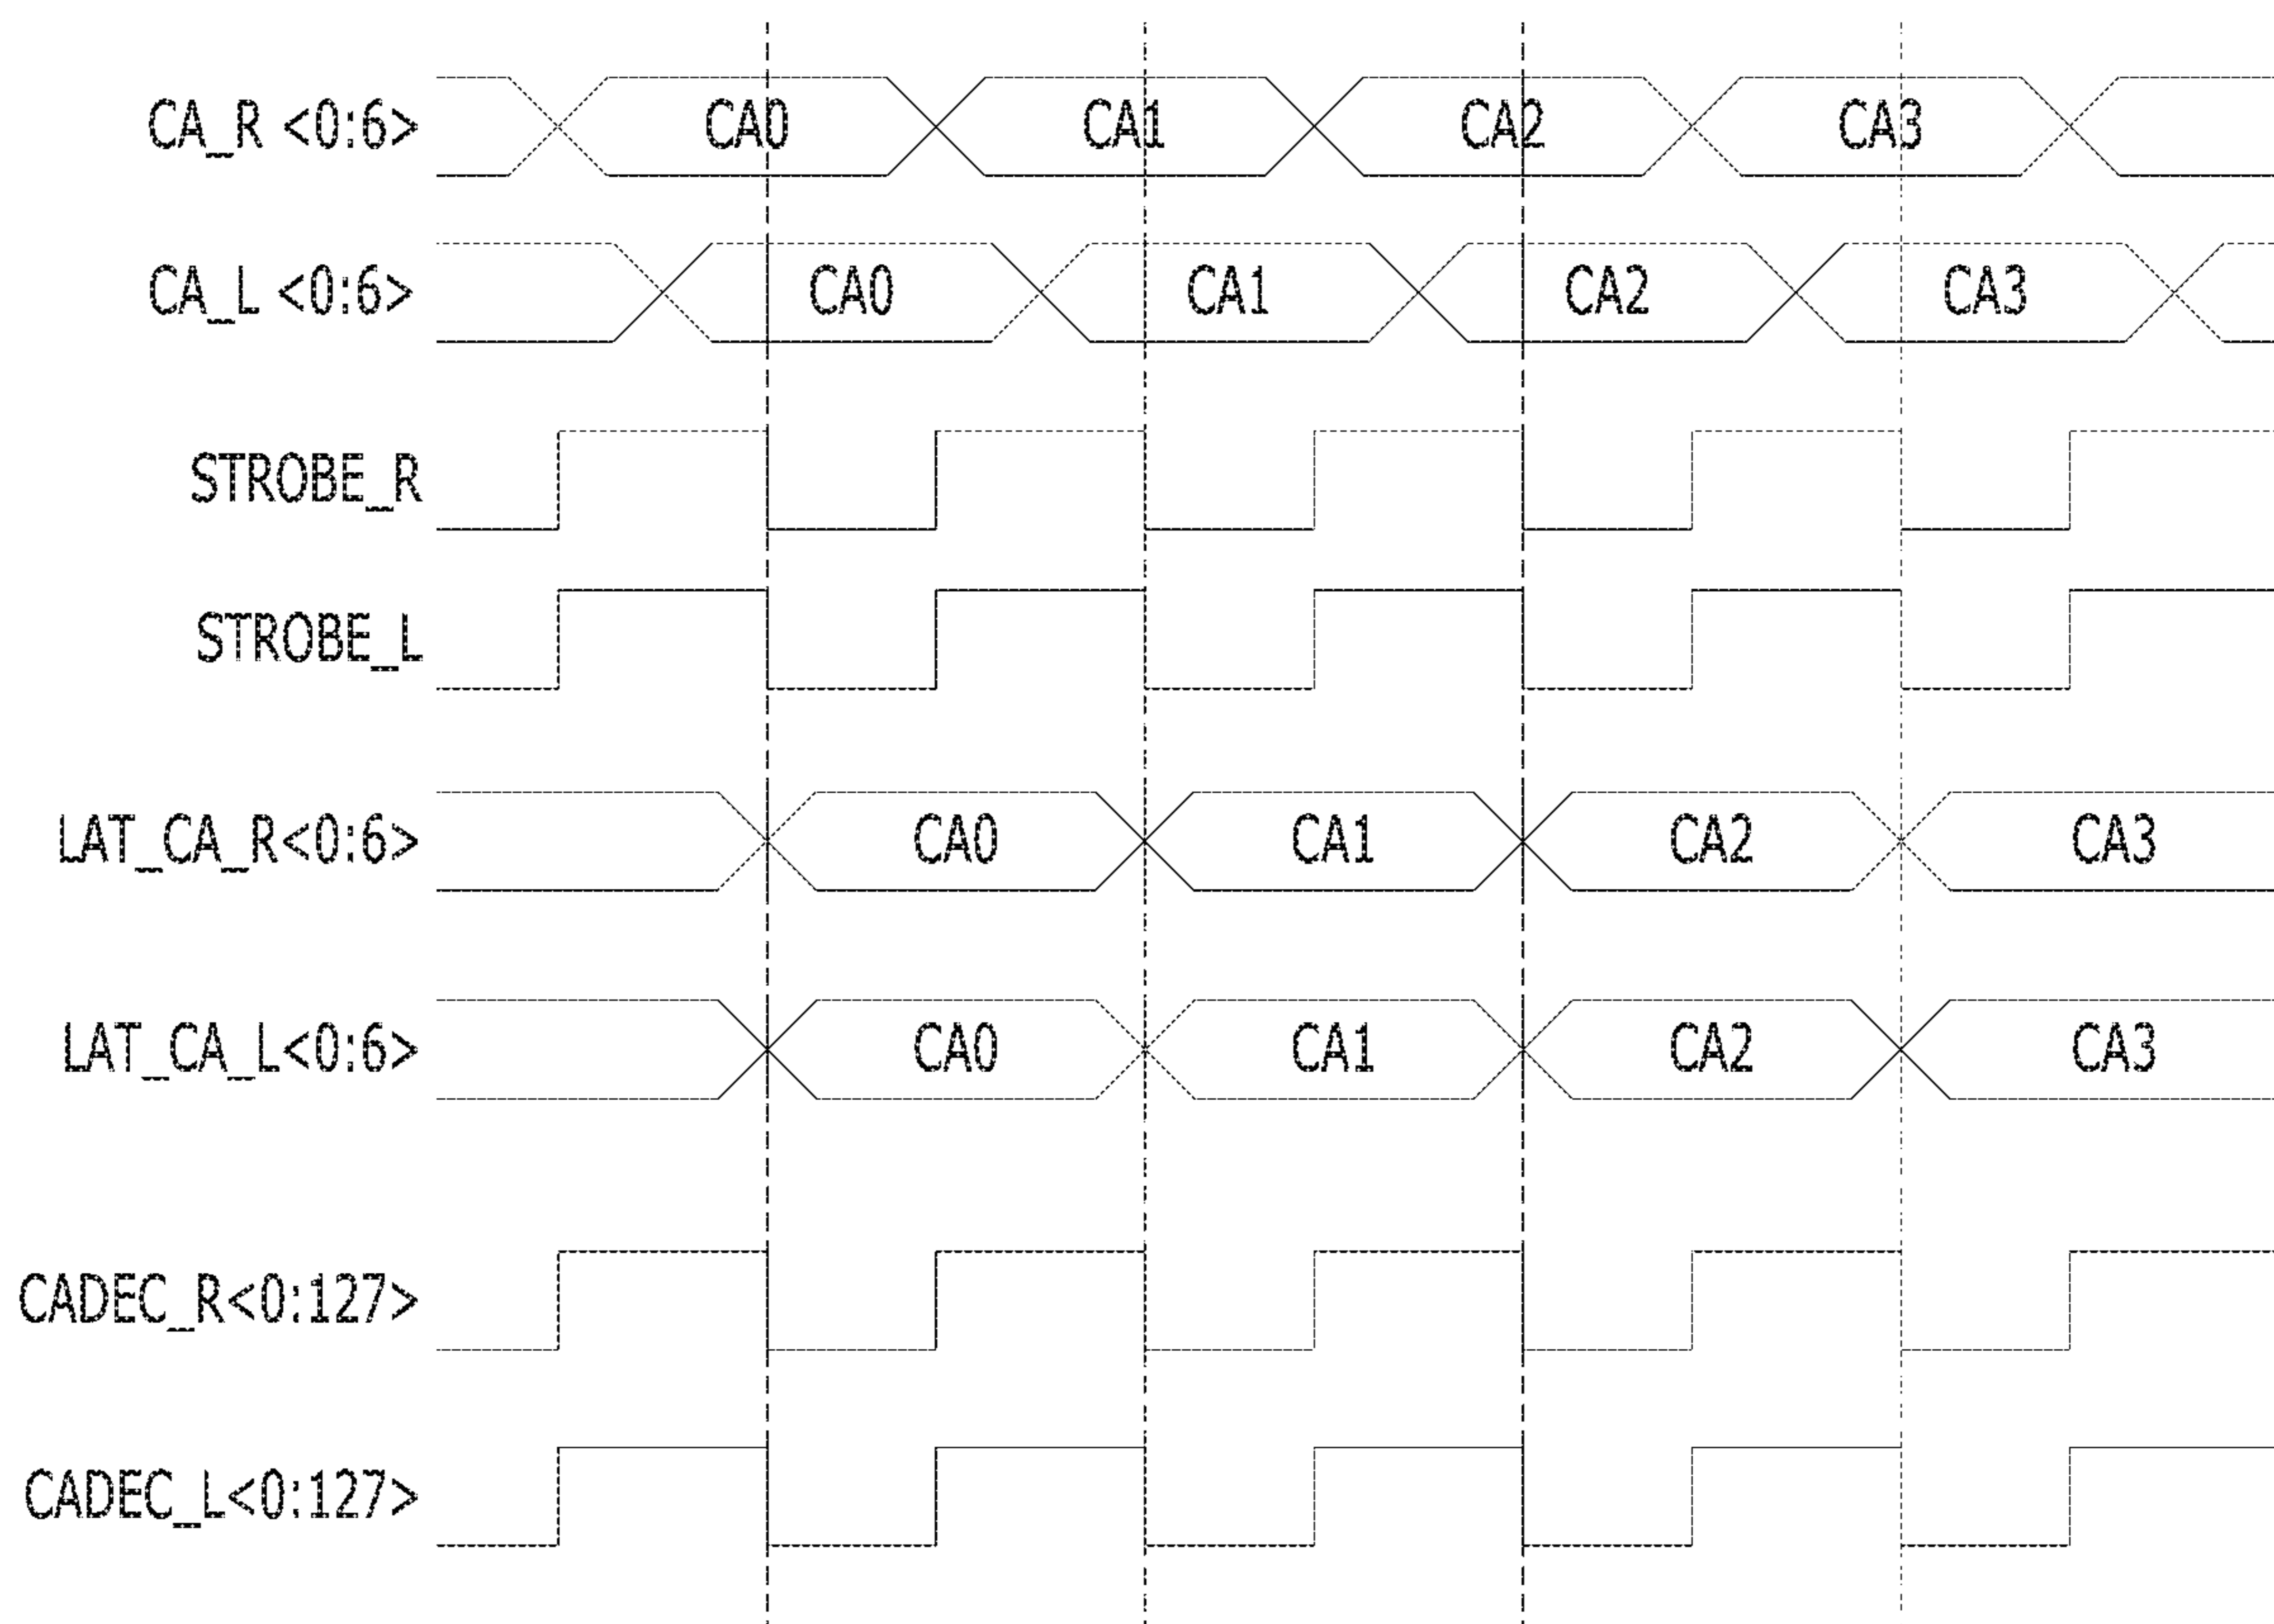 CA_R <0:6> CA0 CA1 CA2 CA3
CA_L <0:6> CA0 CA1 CA2 CA3
STROBE_R
STROBE_L
LAT_CA_R<0:6> CA0 CA1 CA2 CA3
LAT_CA_L<0:6> CA0 CA1 CA2 CA3
CADEC_R<0:127>
CADEC_L<0:127>